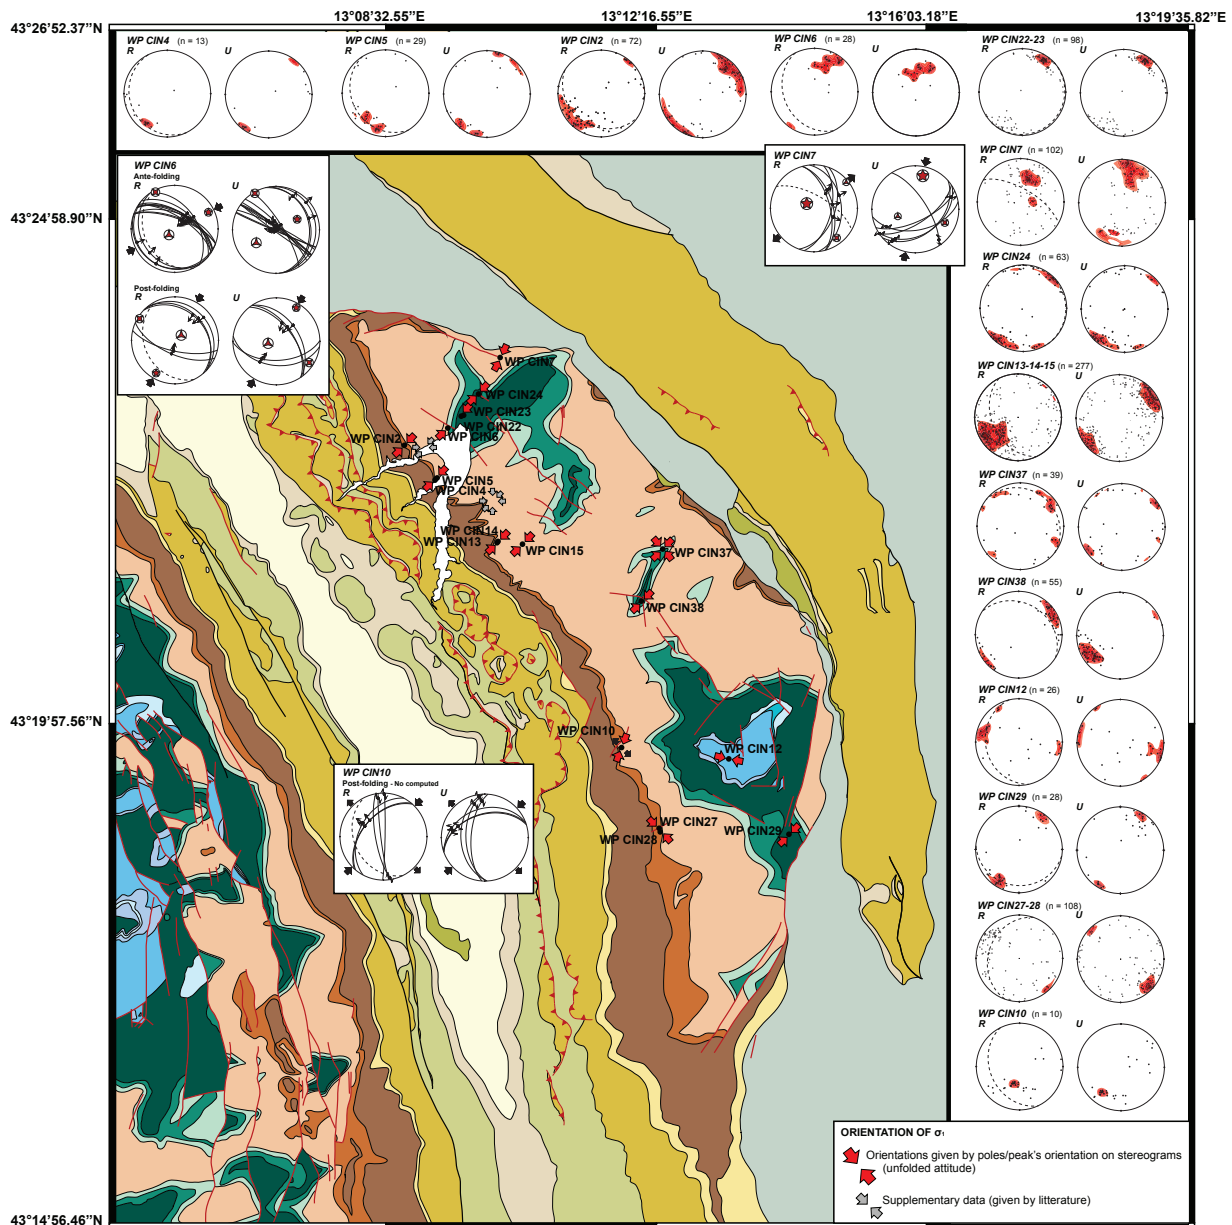 13°08'32.55"E 13°12'16.55"E 13°16'03.18"E 13°19'35.82"E
43°26'52.37"N
43°24'58.90"N
43°19'57.56"N
43°14'56.46"N
WP CIN4 (n = 13)
R U
WP CIN5 (n = 29)
R U
WP CIN2 (n = 72)
R U
WP CIN6 (n = 28)
R U
WP CIN22-23 (n = 98)
R U
WP CIN7 (n = 102)
R U
WP CIN24 (n = 63)
R U
WP CIN13-14-15 (n = 277)
R U
WP CIN37 (n = 39)
R U
WP CIN38 (n = 55)
R U
WP CIN12 (n = 26)
R U
WP CIN29 (n = 28)
R U
WP CIN27-28 (n = 108)
R U
WP CIN10 (n = 10)
R U
WP CIN6
Ante-folding
R U
Post-folding
R U
WP CIN7
R U
WP CIN10
Post-folding - No computed
R U
WP CIN7
WP CIN24
WP CIN23
WP CIN22
WP CIN6
WP CIN2
WP CIN5
WP CIN4
WP CIN14
WP CIN13
WP CIN15
WP CIN37
WP CIN38
WP CIN10
WP CIN12
WP CIN27
WP CIN28
WP CIN29
ORIENTATION OF σ₁
Orientations given by poles/peak's orientation on stereograms
(unfolded attitude)
Supplementary data (given by litterature)